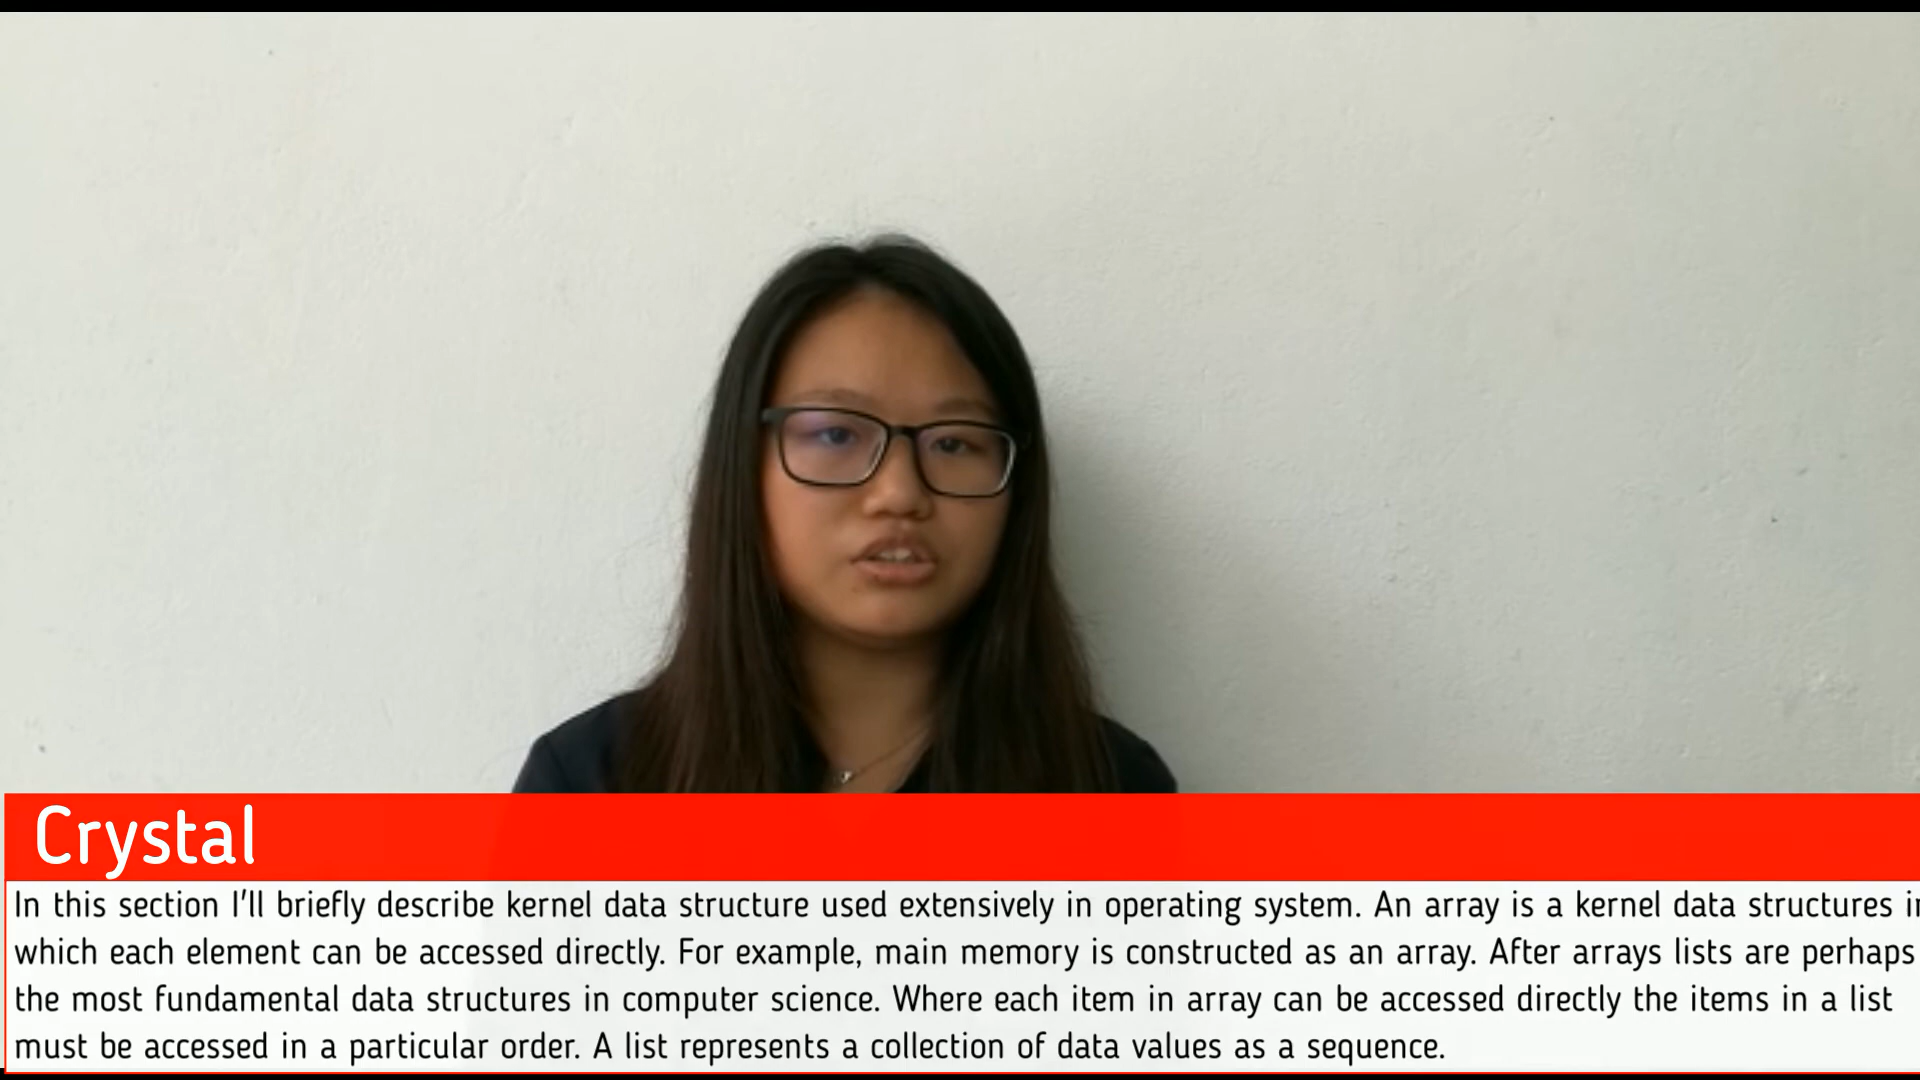 Crystal
In this section I'll briefly describe kernel data structure used extensively in operating system. An array is a kernel data structures in
which each element can be accessed directly. For example, main memory is constructed as an array. After arrays lists are perhaps
the most fundamental data structures in computer science. Where each item in array can be accessed directly the items in a list
must be accessed in a particular order. A list represents a collection of data values as a sequence.